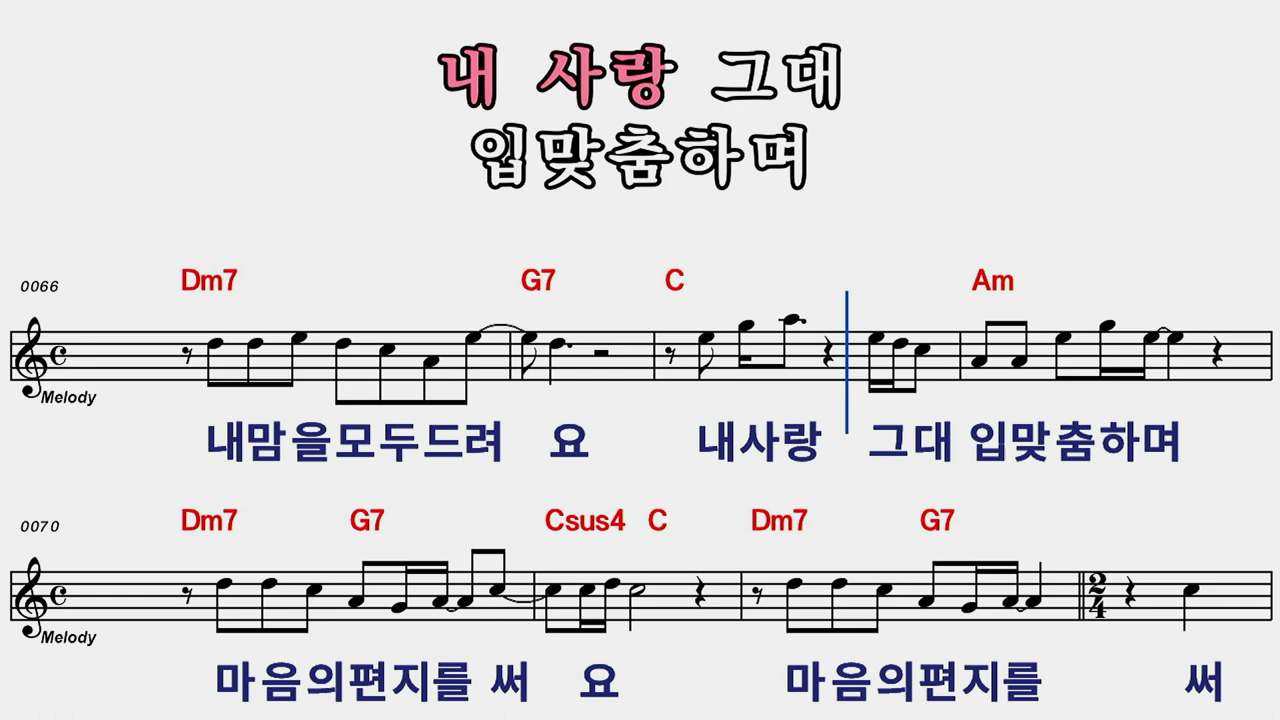 내 사랑 그대
입맞춤하며
0066 Dm7 G7 C Am
Melody
내맘을모두드려 요 내사랑 그대 입맞춤하며
0070 Dm7 G7 Csus4 C Dm7 G7
2
4
Melody
마음의편지를 써 요 마음의편지를 써